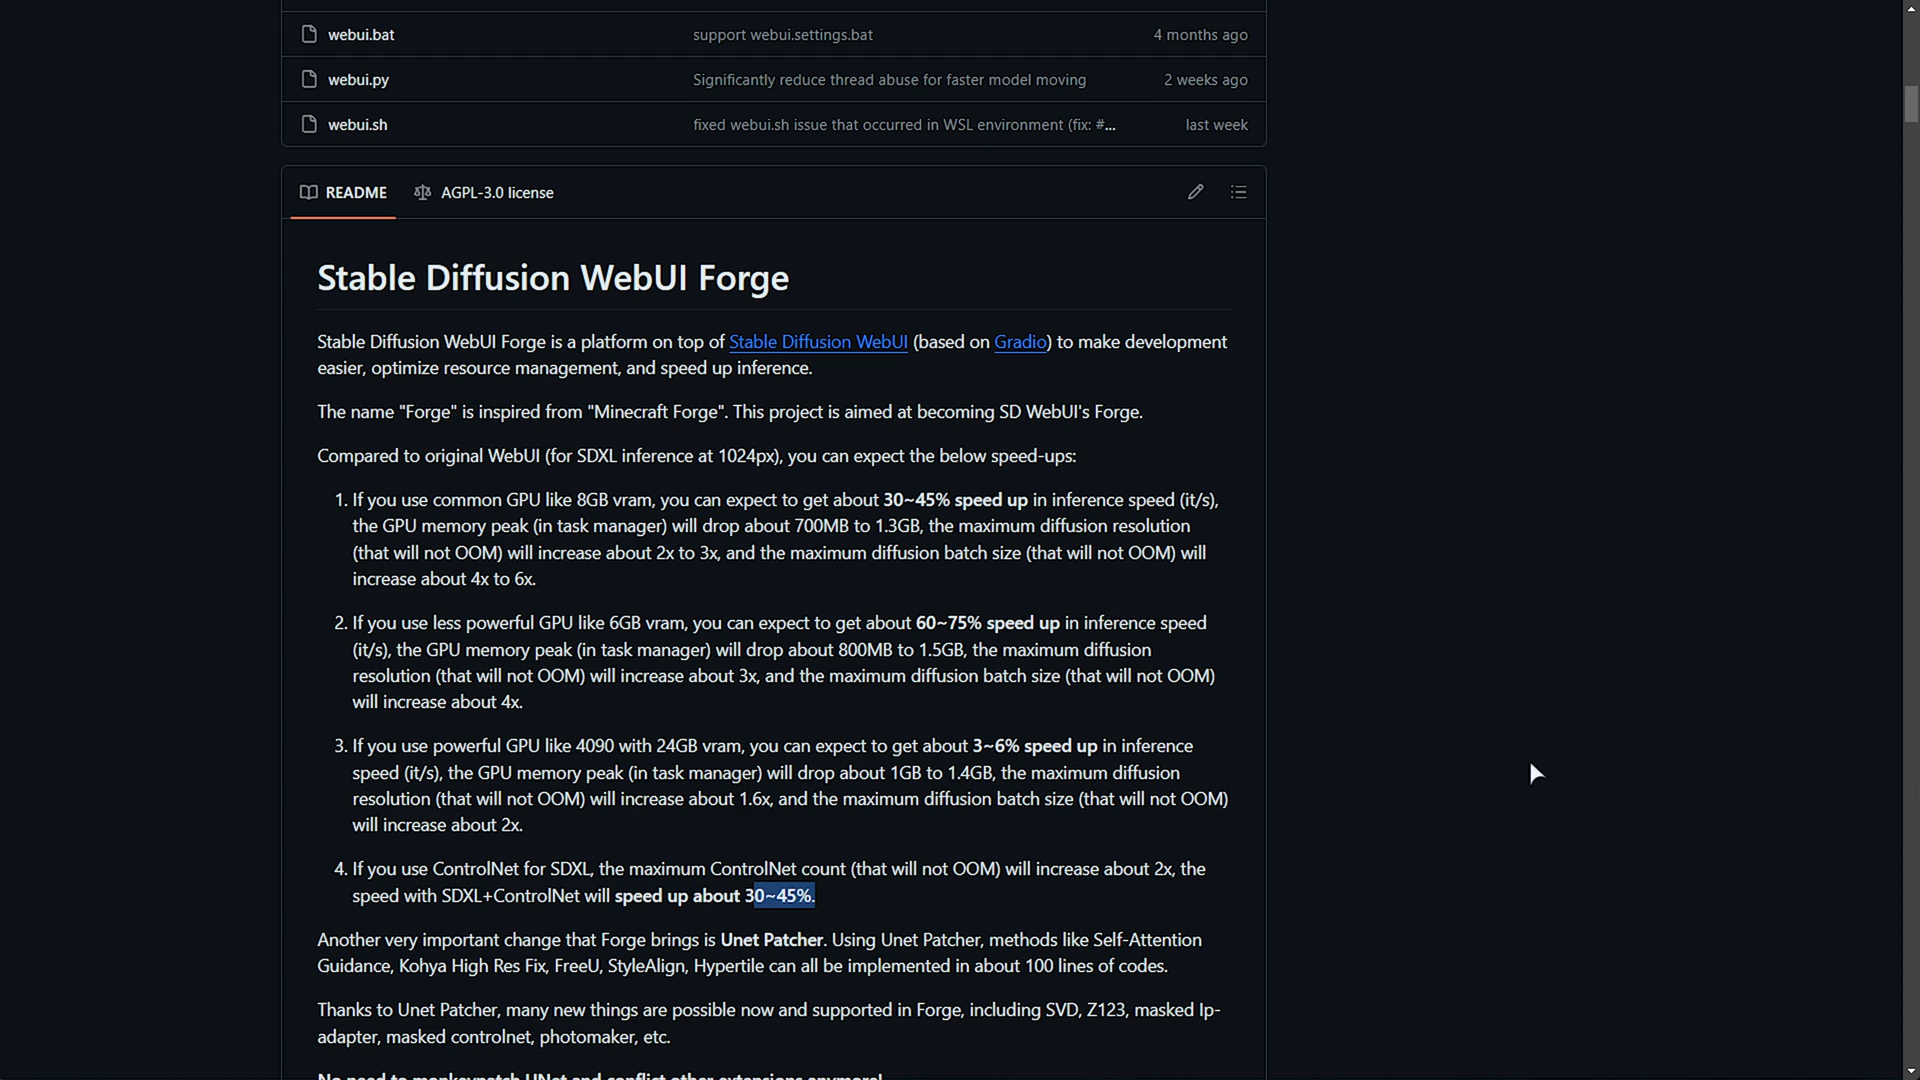 webui.bat support webui.settings.bat 4 months ago
webui.py Significantly reduce thread abuse for faster model moving 2 weeks ago
webui.sh fixed webui.sh issue that occurred in WSL environment (fix: #... last week
README AGPL-3.0 license
Stable Diffusion WebUI Forge
Stable Diffusion WebUI Forge is a platform on top of Stable Diffusion WebUI (based on Gradio) to make development
easier, optimize resource management, and speed up inference.
The name "Forge" is inspired from "Minecraft Forge". This project is aimed at becoming SD WebUI's Forge.
Compared to original WebUI (for SDXL inference at 1024px), you can expect the below speed-ups:
1. If you use common GPU like 8GB vram, you can expect to get about 30~45% speed up in inference speed (it/s),
the GPU memory peak (in task manager) will drop about 700MB to 1.3GB, the maximum diffusion resolution
(that will not OOM) will increase about 2x to 3x, and the maximum diffusion batch size (that will not OOM) will
increase about 4x to 6x.
2. If you use less powerful GPU like 6GB vram, you can expect to get about 60~75% speed up in inference speed
(it/s), the GPU memory peak (in task manager) will drop about 800MB to 1.5GB, the maximum diffusion
resolution (that will not OOM) will increase about 3x, and the maximum diffusion batch size (that will not OOM)
will increase about 4x.
3. If you use powerful GPU like 4090 with 24GB vram, you can expect to get about 3~6% speed up in inference
speed (it/s), the GPU memory peak (in task manager) will drop about 1GB to 1.4GB, the maximum diffusion
resolution (that will not OOM) will increase about 1.6x, and the maximum diffusion batch size (that will not OOM)
will increase about 2x.
4. If you use ControlNet for SDXL, the maximum ControlNet count (that will not OOM) will increase about 2x, the
speed with SDXL+ControlNet will speed up about 30~45%.
Another very important change that Forge brings is Unet Patcher. Using Unet Patcher, methods like Self-Attention
Guidance, Kohya High Res Fix, FreeU, StyleAlign, Hypertile can all be implemented in about 100 lines of codes.
Thanks to Unet Patcher, many new things are possible now and supported in Forge, including SVD, Z123, masked Ip-
adapter, masked controlnet, photomaker, etc.
No need to monkeypatch UNet and conflict other extensions anymore!